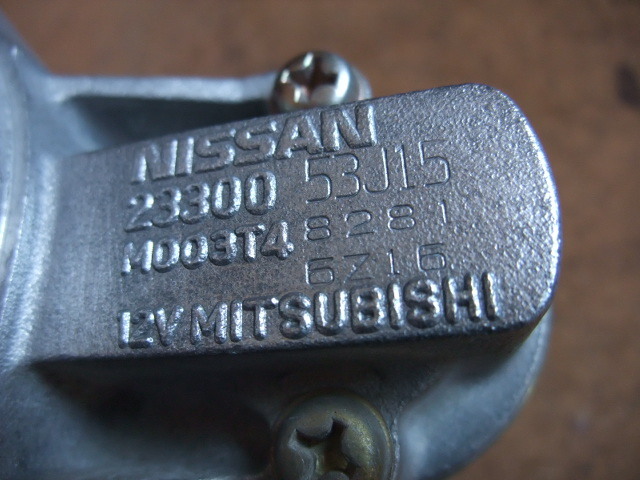 NISSAN
23300 53J15
M003T4 8281
6Z16
12V MITSUBISHI